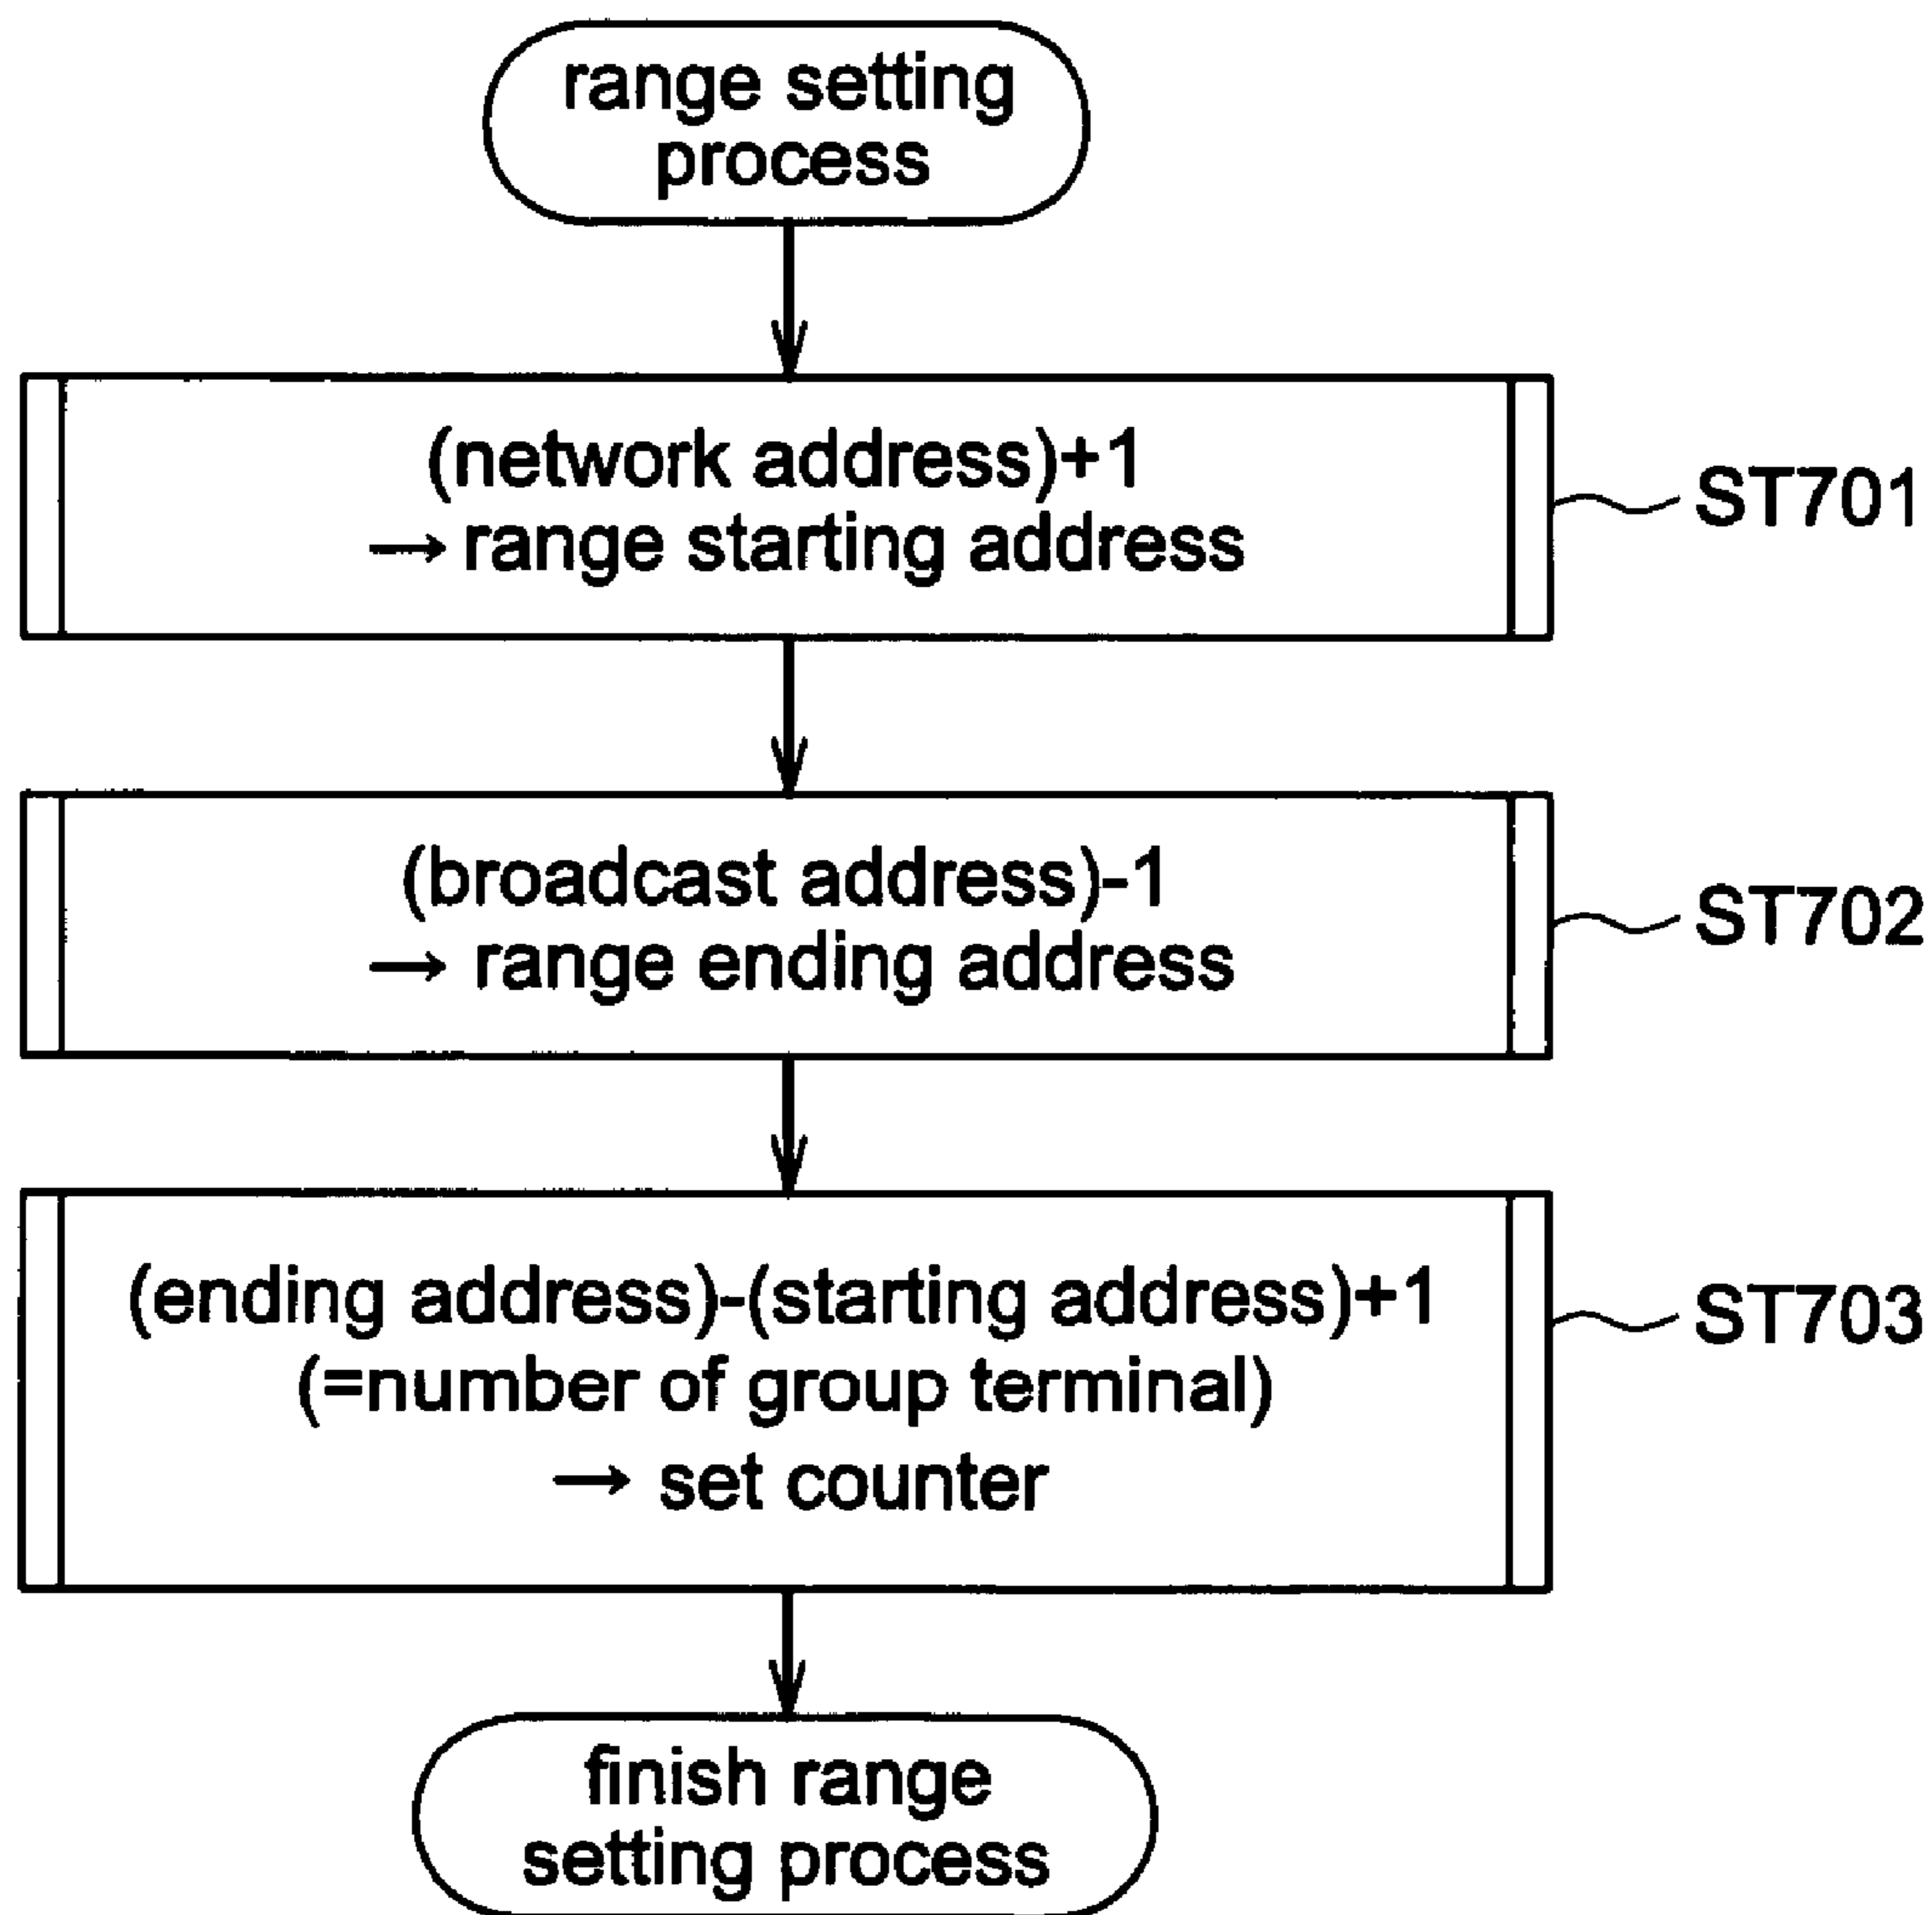 range setting
process
(network address)+1
→ range starting address
ST701
(broadcast address)-1
→ range ending address
ST702
(ending address)-(starting address)+1
(=number of group terminal)
→ set counter
ST703
finish range
setting process